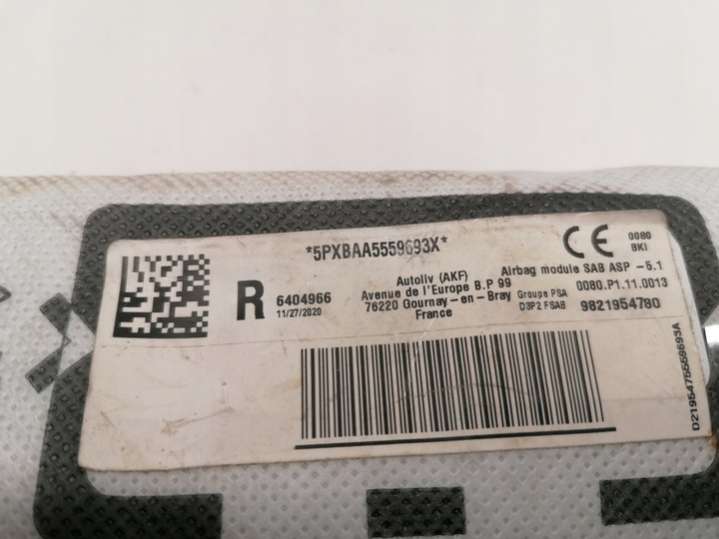 *5PXBAA5559693X*
CE 0080
BKI
R 6404966
11/27/2020
Autoliv (AKF)
Avenue de l'Europe B.P 99
76220 Gournay-en-Bray
France
Airbag module SAB ASP -5.1
Groupe PSA 0080.P1.11.0013
D3P2 FSAB 9821954780